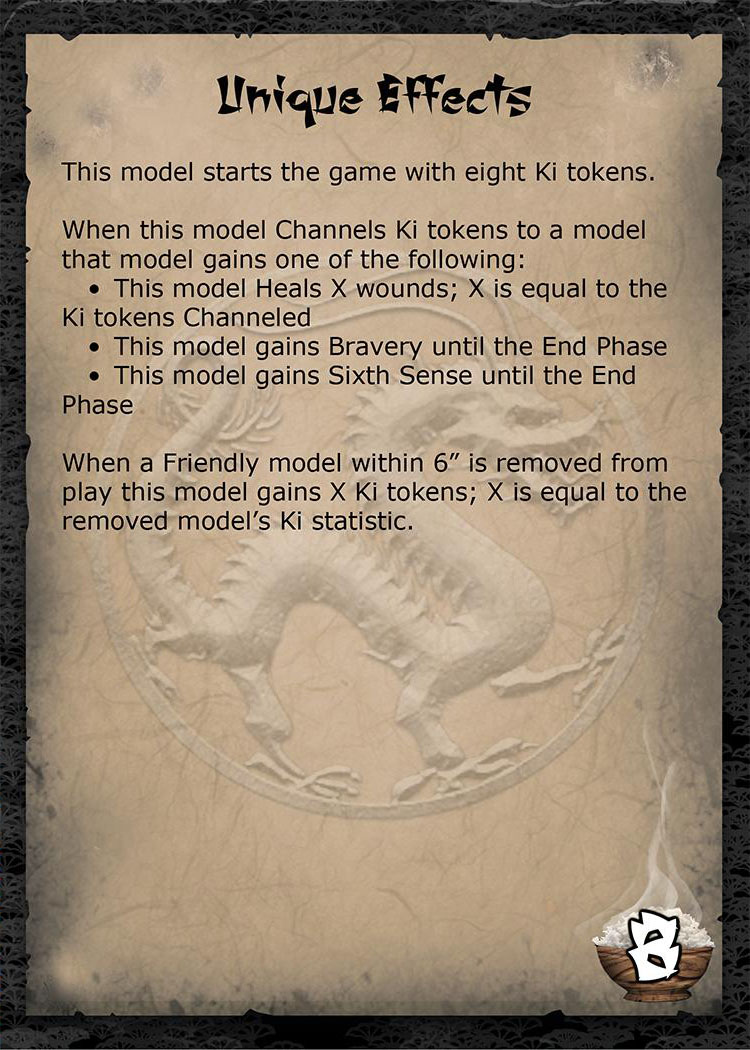 Unique Effects
This model starts the game with eight Ki tokens.
When this model Channels Ki tokens to a model
that model gains one of the following:
• This model Heals X wounds; X is equal to the
Ki tokens Channeled
• This model gains Bravery until the End Phase
• This model gains Sixth Sense until the End
Phase
When a Friendly model within 6” is removed from
play this model gains X Ki tokens; X is equal to the
removed model’s Ki statistic.
8